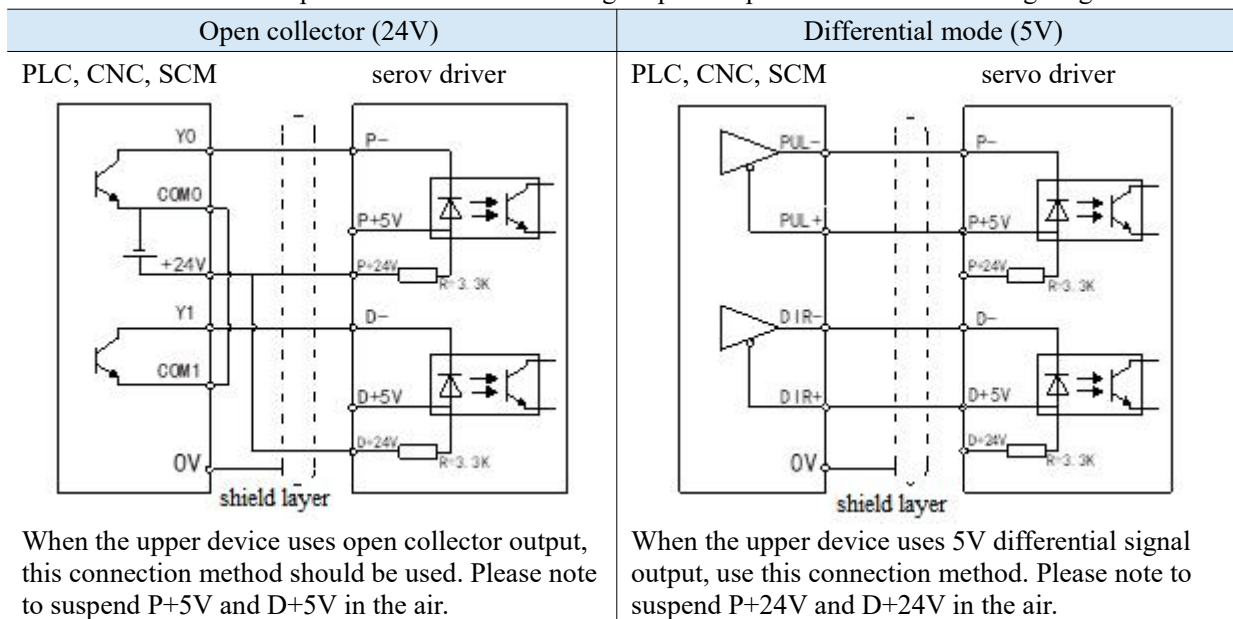 Open collector (24V)
Differential mode (5V)
PLC, CNC, SCM
serov driver
Y0
P-
COM0
P+5V
+24V
P+24V
R=3.3K
Y1
D-
COM1
D+5V
D+24V
R=3.3K
0V
shield layer
When the upper device uses open collector output,
this connection method should be used. Please note
to suspend P+5V and D+5V in the air.
PLC, CNC, SCM
servo driver
PUL-
P-
PUL+
P+5V
P+24V
R=3.3K
DIR-
D-
DIR+
D+5V
D+24V
R=3.3K
0V
shield layer
When the upper device uses 5V differential signal
output, use this connection method. Please note to
suspend P+24V and D+24V in the air.